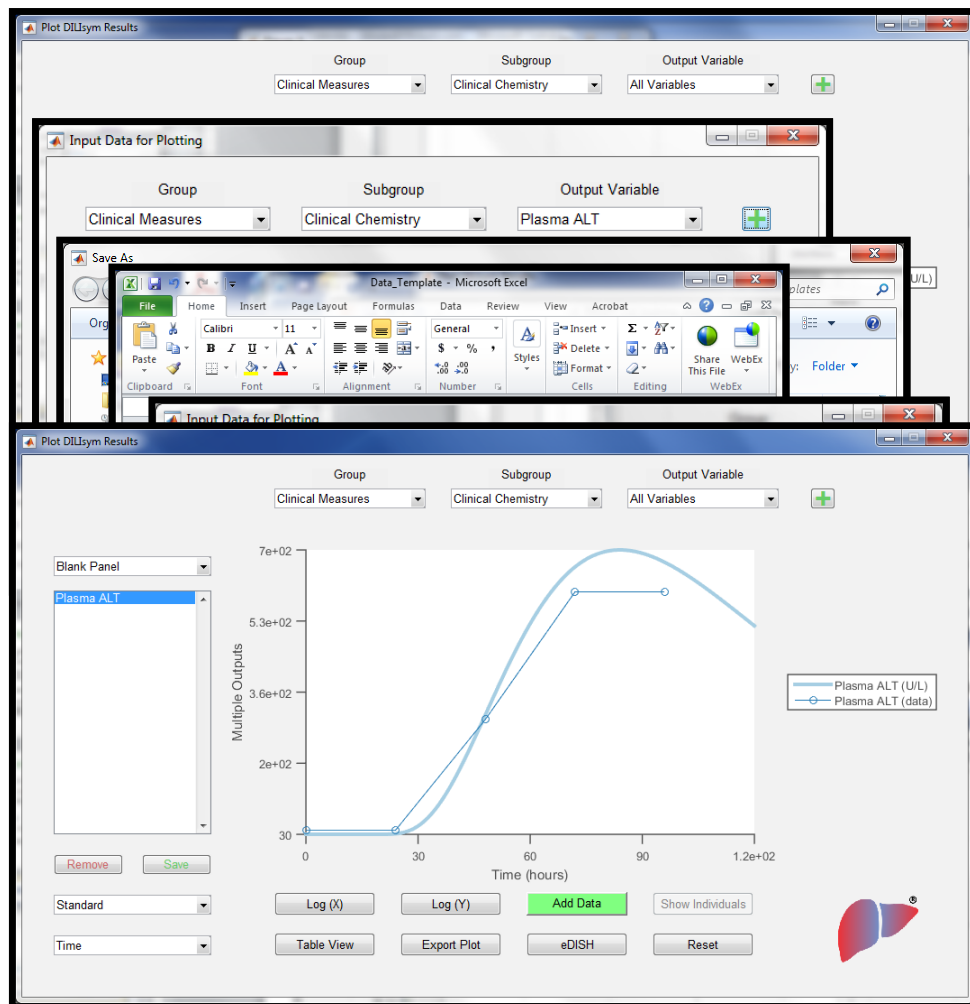 Plot DILIsym Results
Group Subgroup Output Variable
Clinical Measures Clinical Chemistry All Variables
Input Data for Plotting
Group Subgroup Output Variable
Clinical Measures Clinical Chemistry Plasma ALT
Save As
Data_Template - Microsoft Excel
U/L)
plates
File Home Insert Page Layout Formulas Data Review View Acrobat
Org
Calibri 11 General Insert Σ
Paste B I U A A $ % , Styles Delete Share WebEx
This File
Format
y: Folder
Clipboard Font Alignment Number Cells Editing WebEx
Input Data for Plotting
Plot DILIsym Results
Group Subgroup Output Variable
Clinical Measures Clinical Chemistry All Variables
Blank Panel
Plasma ALT
7e+02
5.3e+02
3.6e+02
2e+02
30
Multiple Outputs
0 30 60 90 1.2e+02
Time (hours)
Plasma ALT (U/L)
Plasma ALT (data)
Remove Save
Standard Log (X) Log (Y) Add Data Show Individuals
Time Table View Export Plot eDISH Reset
®